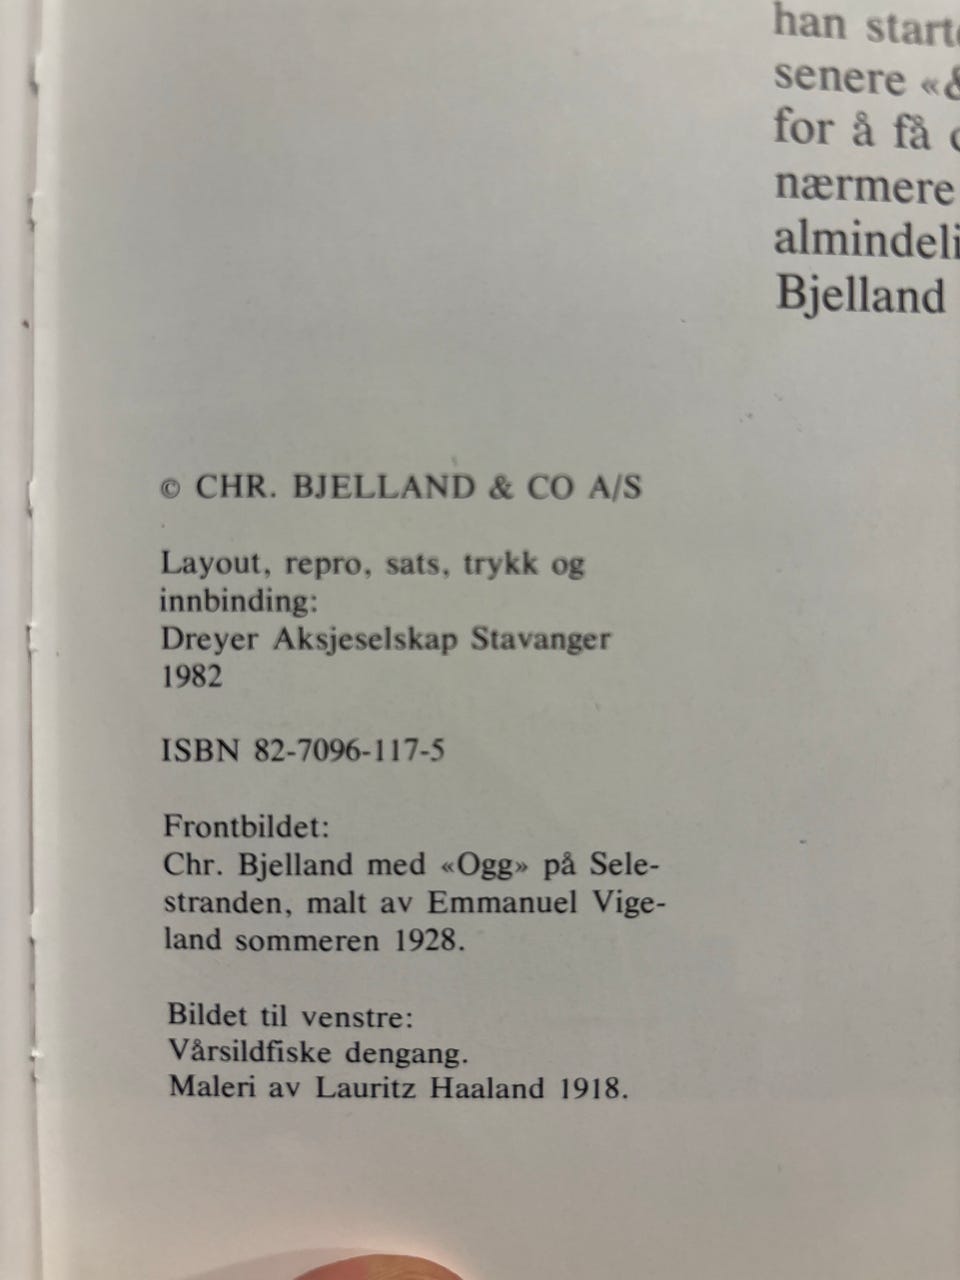 han
senere
for å få
nærmere
almindeli
Bjelland
© CHR. BJELLAND & CO A/S
Layout, repro, sats, trykk og
innbinding:
Dreyer Aksjeselskap Stavanger
1982
ISBN 82-7096-117-5
Frontbildet:
Chr. Bjelland med «Ogg» på Sele-
stranden, malt av Emmanuel Vige-
land sommeren 1928.
Bildet til venstre:
Vårsildfiske dengang.
Maleri av Lauritz Haaland 1918.